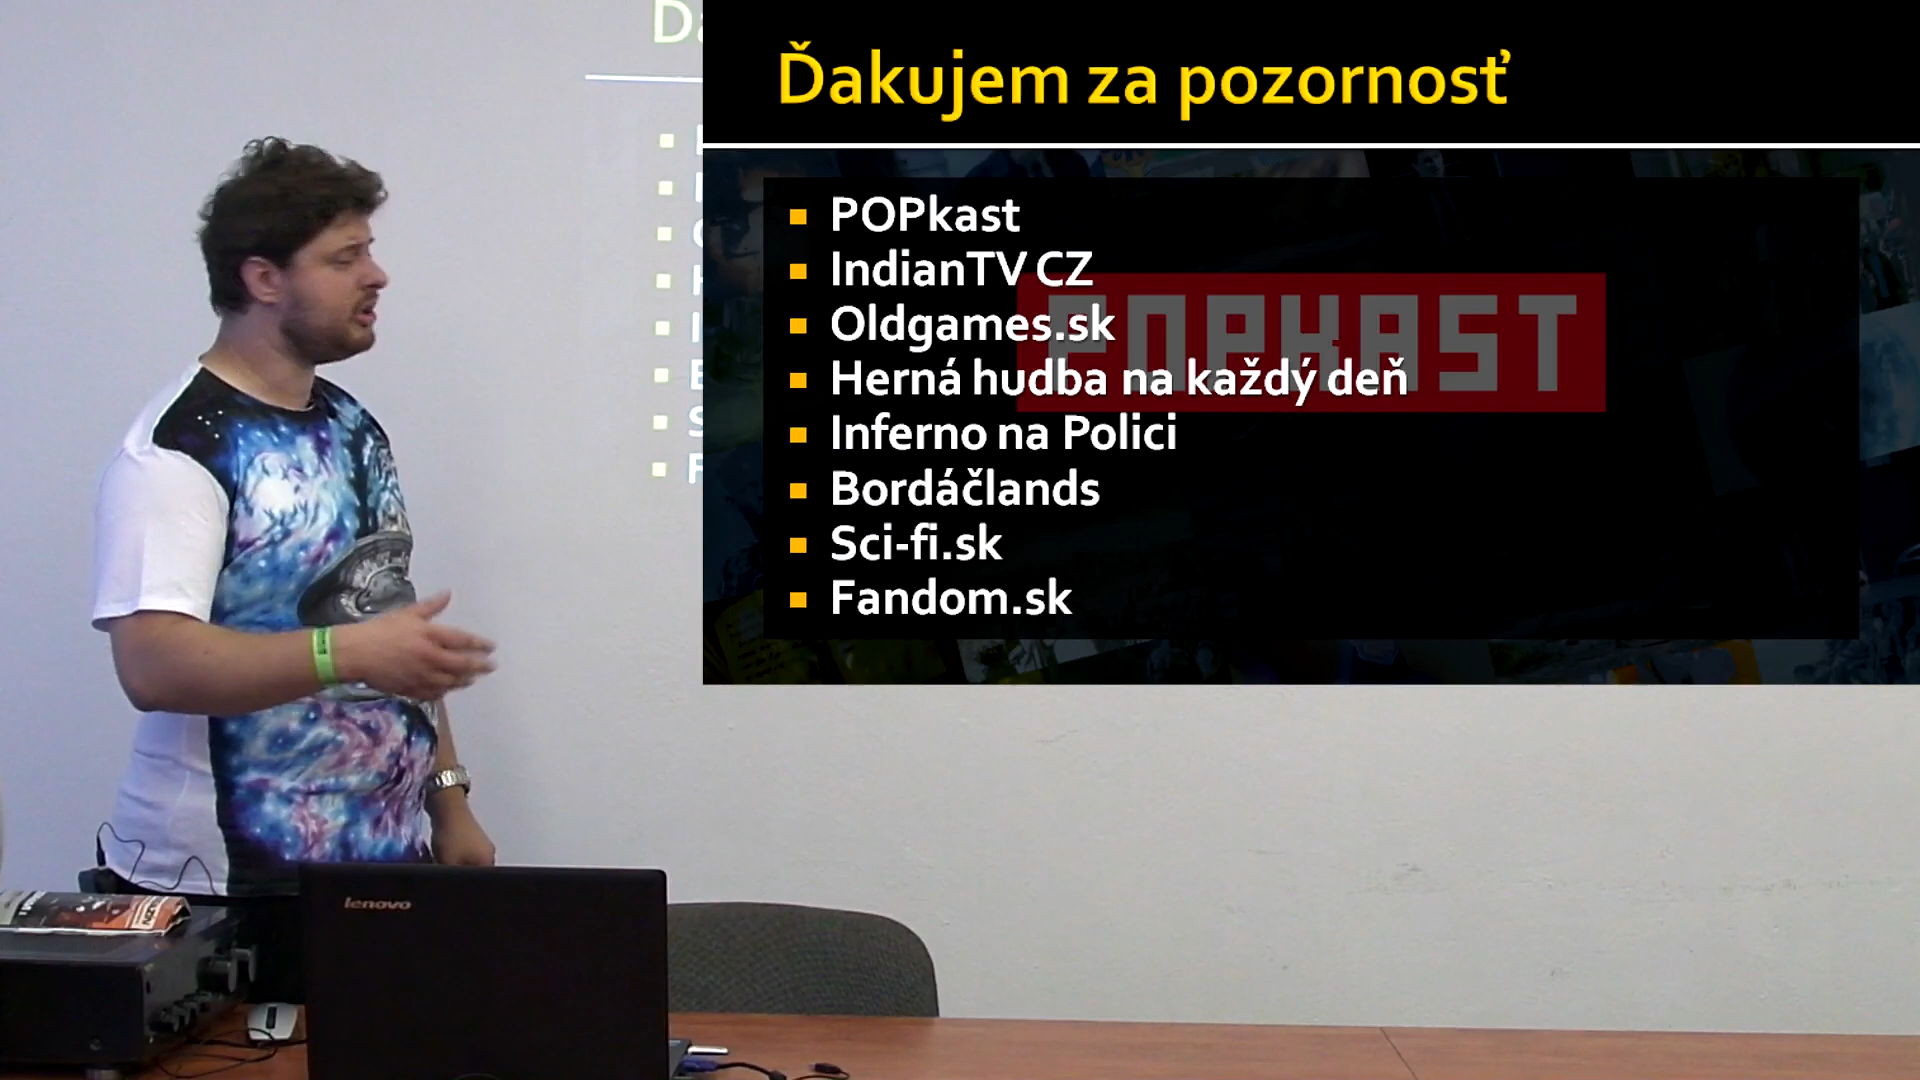 Ďakujem za pozornosť
POPkast
IndianTV CZ
Oldgames.sk
POPKAST
Herná hudba na každý deň
Inferno na Polici
Bordáčlands
Sci-fi.sk
Fandom.sk
lenovo